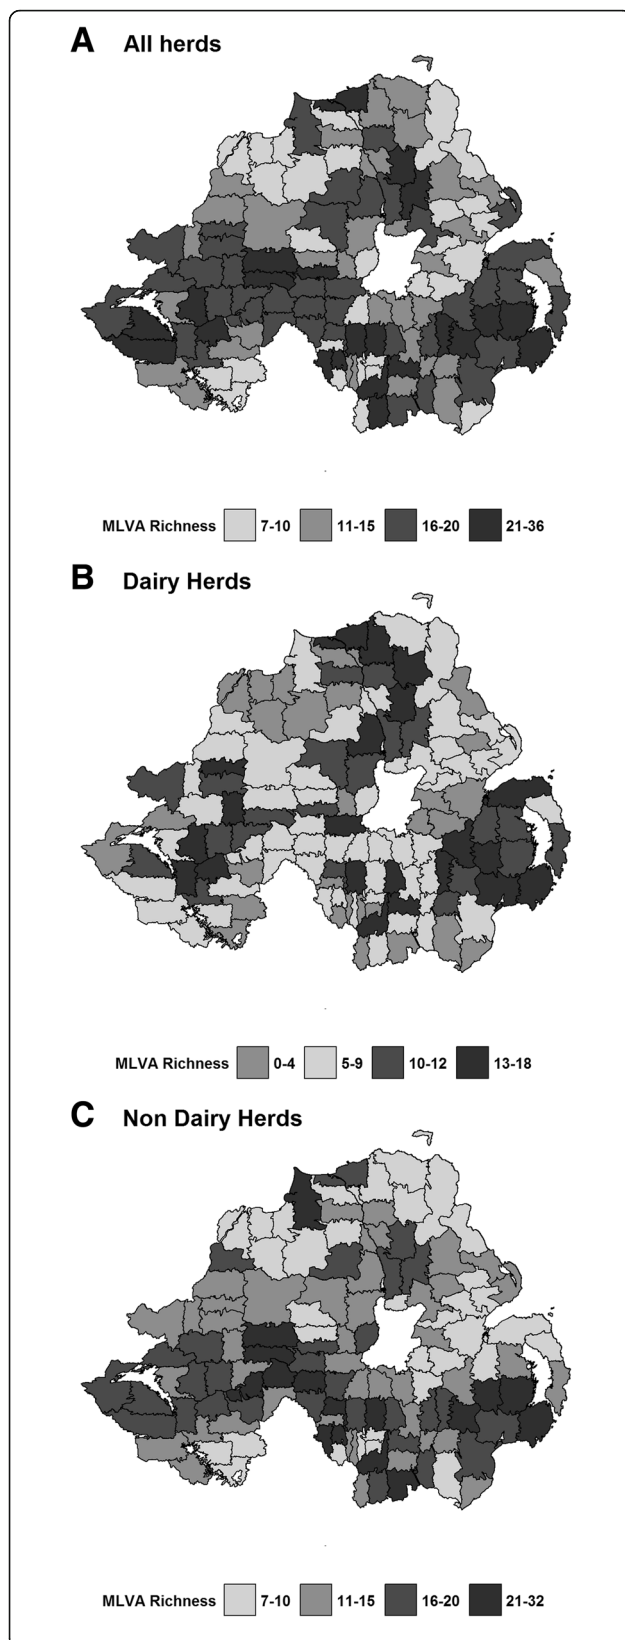 A All herds
MLVA Richness 7-10 11-15 16-20 21-36
B Dairy Herds
MLVA Richness 0-4 5-9 10-12 13-18
C Non Dairy Herds
MLVA Richness 7-10 11-15 16-20 21-32